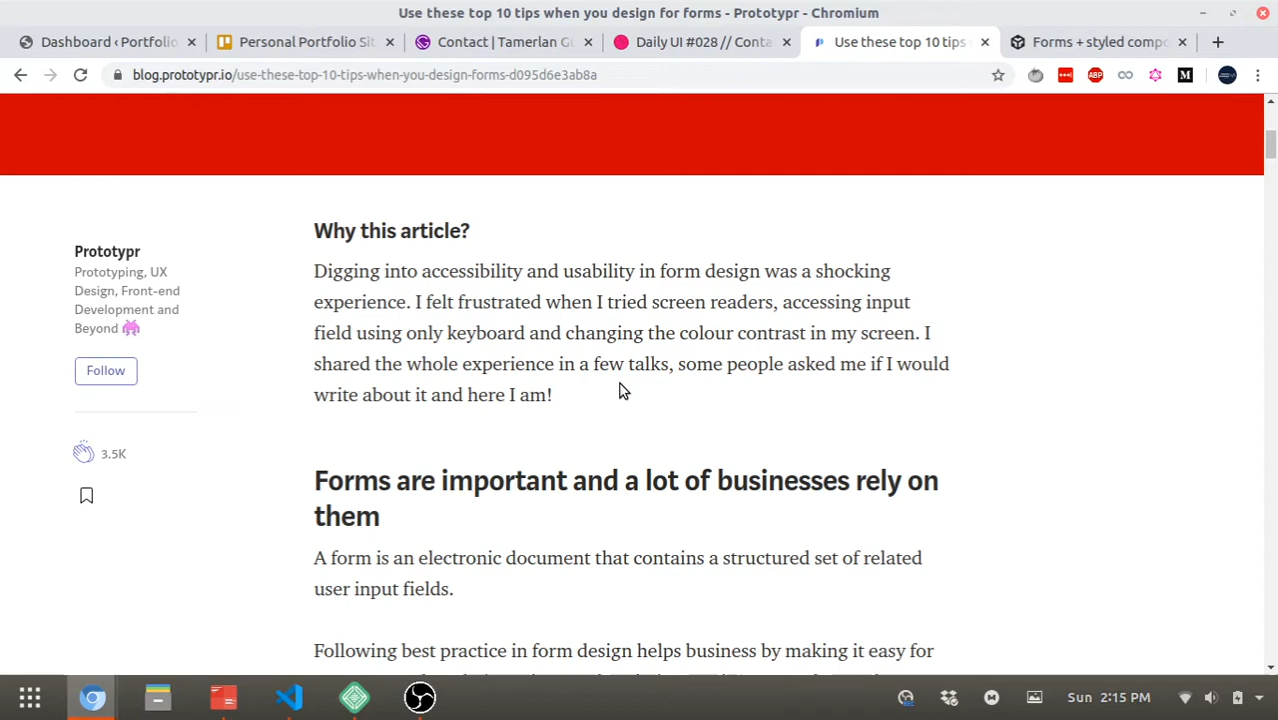 Use these top 10 tips when you design for forms - Prototypr - Chromium
Dashboard ‹ Portfolio
Personal Portfolio Sit
Contact | Tamerlan Gu
Daily UI #028 // Conta
Use these top 10 tips
Forms + styled compo
blog.prototypr.io/use-these-top-10-tips-when-you-design-forms-d095d6e3ab8a
ABP
M
Why this article?
Prototypr
Prototyping, UX
Design, Front-end
Development and
Beyond
Follow
3.5K
Digging into accessibility and usability in form design was a shocking
experience. I felt frustrated when I tried screen readers, accessing input
field using only keyboard and changing the colour contrast in my screen. I
shared the whole experience in a few talks, some people asked me if I would
write about it and here I am!
Forms are important and a lot of businesses rely on
them
A form is an electronic document that contains a structured set of related
user input fields.
Following best practice in form design helps business by making it easy for
Sun 2:15 PM